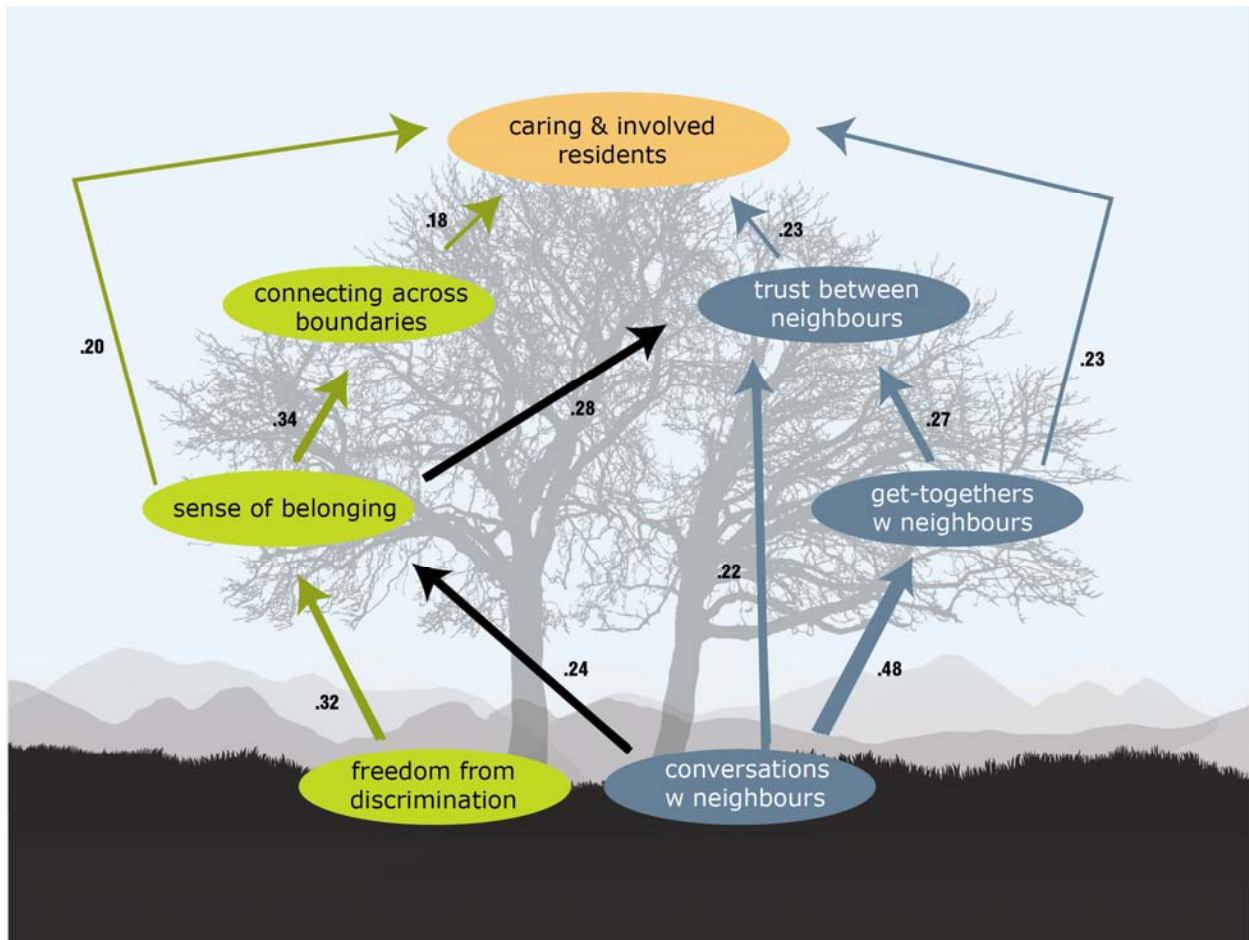 caring & involved
residents
.18
.23
connecting across
boundaries
trust between
neighbours
.20
.28
.23
.34
.27
sense of belonging
get-togethers
w neighbours
.22
.24
.48
.32
freedom from
discrimination
conversations
w neighbours